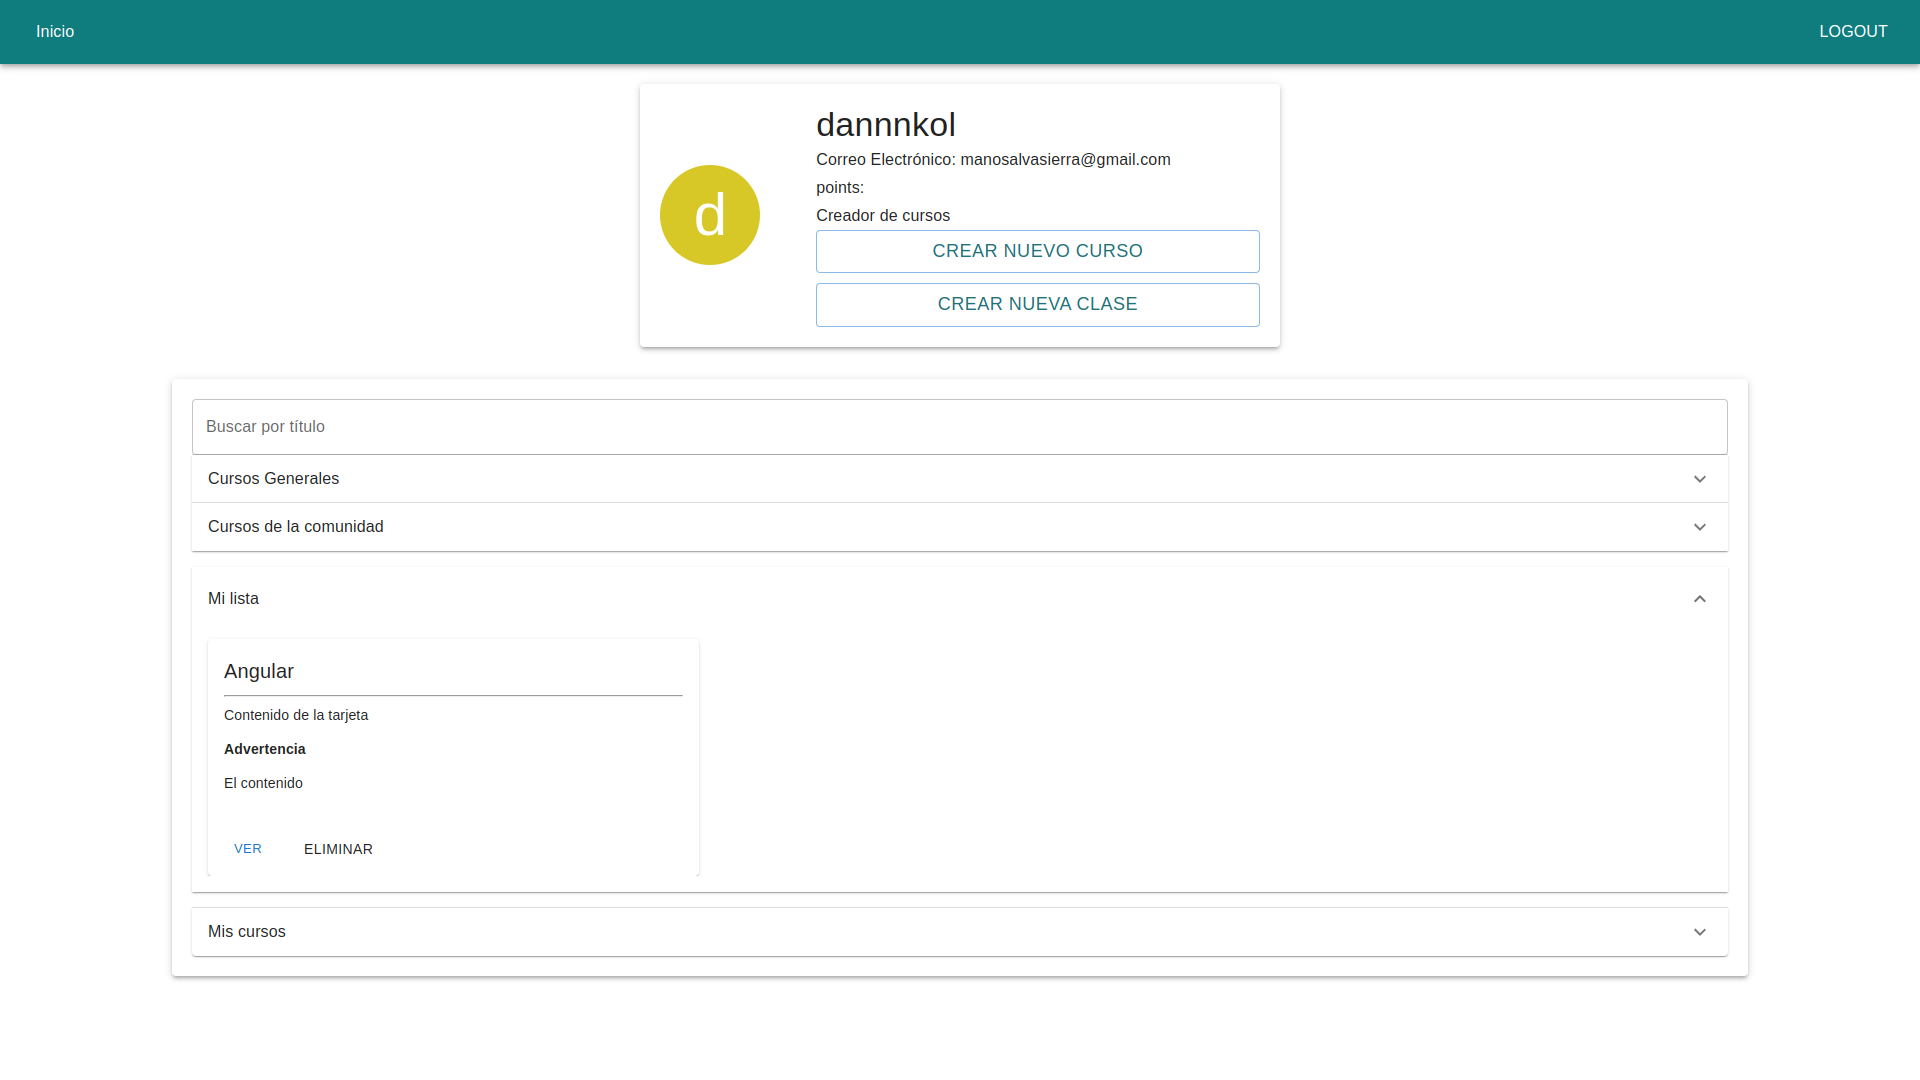 Inicio
LOGOUT
d
dannnkol
Correo Electrónico: manosalvasierra@gmail.com
points:
Creador de cursos
CREAR NUEVO CURSO
CREAR NUEVA CLASE
Buscar por título
Cursos Generales
Cursos de la comunidad
Mi lista
Angular
Contenido de la tarjeta
Advertencia
El contenido
VER
ELIMINAR
Mis cursos